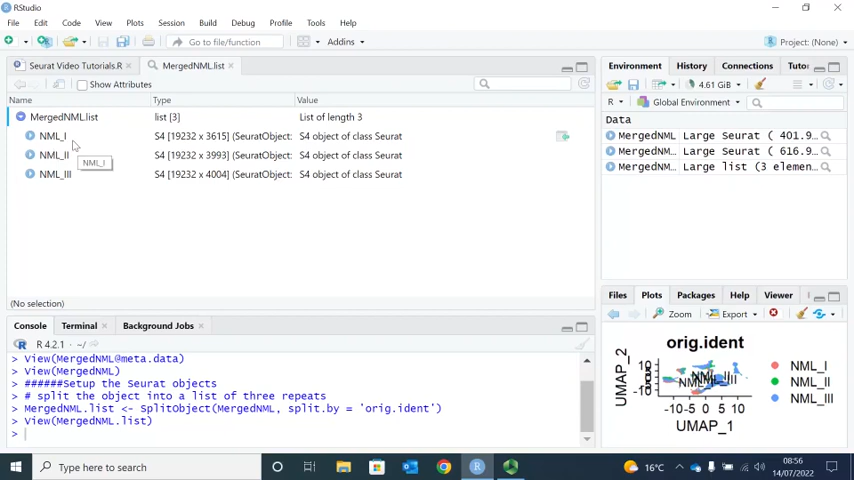 RStudio
File Edit Code View Plots Session Build Debug Profile Tools Help
Go to file/function
Addins
Project: (None)
Seurat Video Tutorials.R
MergedNML.list
Show Attributes
Name Type Value
MergedNML.list list [3] List of length 3
NML_I S4 [19232 x 3615] (SeuratObject: S4 object of class Seurat
NML_II S4 [19232 x 3993] (SeuratObject: S4 object of class Seurat
NML_I
NML_III S4 [19232 x 4004] (SeuratObject: S4 object of class Seurat
(No selection)
Console Terminal Background Jobs
R 4.2.1 · ~/
> View(MergedNML@meta.data)
> View(MergedNML)
> ######Setup the Seurat objects
> # split the object into a list of three repeats
> MergedNML.list <- SplitObject(MergedNML, split.by = 'orig.ident')
> View(MergedNML.list)
>
Environment History Connections Tutor
4.61 GiB
R Global Environment
Data
MergedNML Large Seurat ( 401.9…
MergedNM… Large Seurat ( 616.9…
MergedNM… Large list (3 elemen…
Files Plots Packages Help Viewer
Zoom Export
orig.ident
UMAP_2
10
-10
NML_III
-10 -5 0 5 10
UMAP_1
NML_I
NML_II
NML_III
Type here to search
16°C
08:56
14/07/2022